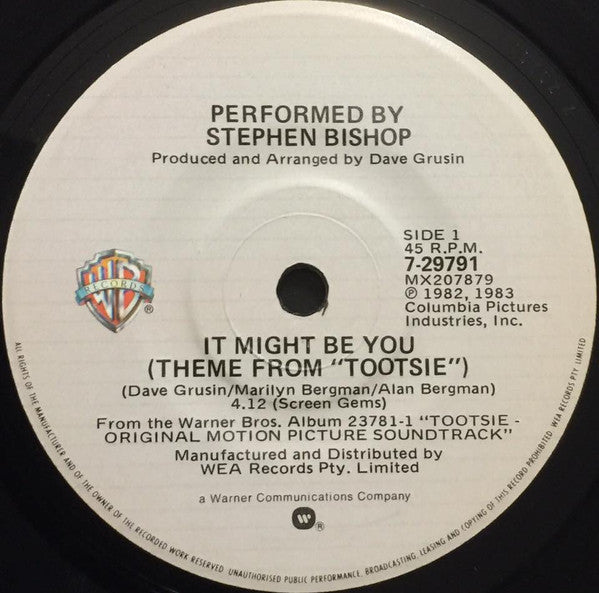 PERFORMED BY
STEPHEN BISHOP
Produced and Arranged by Dave Grusin
SIDE 1
45 R.P.M.
7-29791
MX207879
℗ 1982, 1983
Columbia Pictures
Industries, Inc.
WB
RECORDS
®
IT MIGHT BE YOU
(THEME FROM "TOOTSIE")
(Dave Grusin/Marilyn Bergman/Alan Bergman)
4.12 (Screen Gems)
From the Warner Bros. Album 23781-1 "TOOTSIE -
ORIGINAL MOTION PICTURE SOUNDTRACK"
Manufactured and Distributed by
WEA Records Pty. Limited
a Warner Communications Company
®
ALL RIGHTS OF THE MANUFACTURER AND OF THE OWNER OF THE RECORDED WORK RESERVED. UNAUTHORISED PUBLIC PERFORMANCE, BROADCASTING, LEASING AND COPYING OF THIS RECORD PROHIBITED. WEA RECORDS PTY. LIMITED